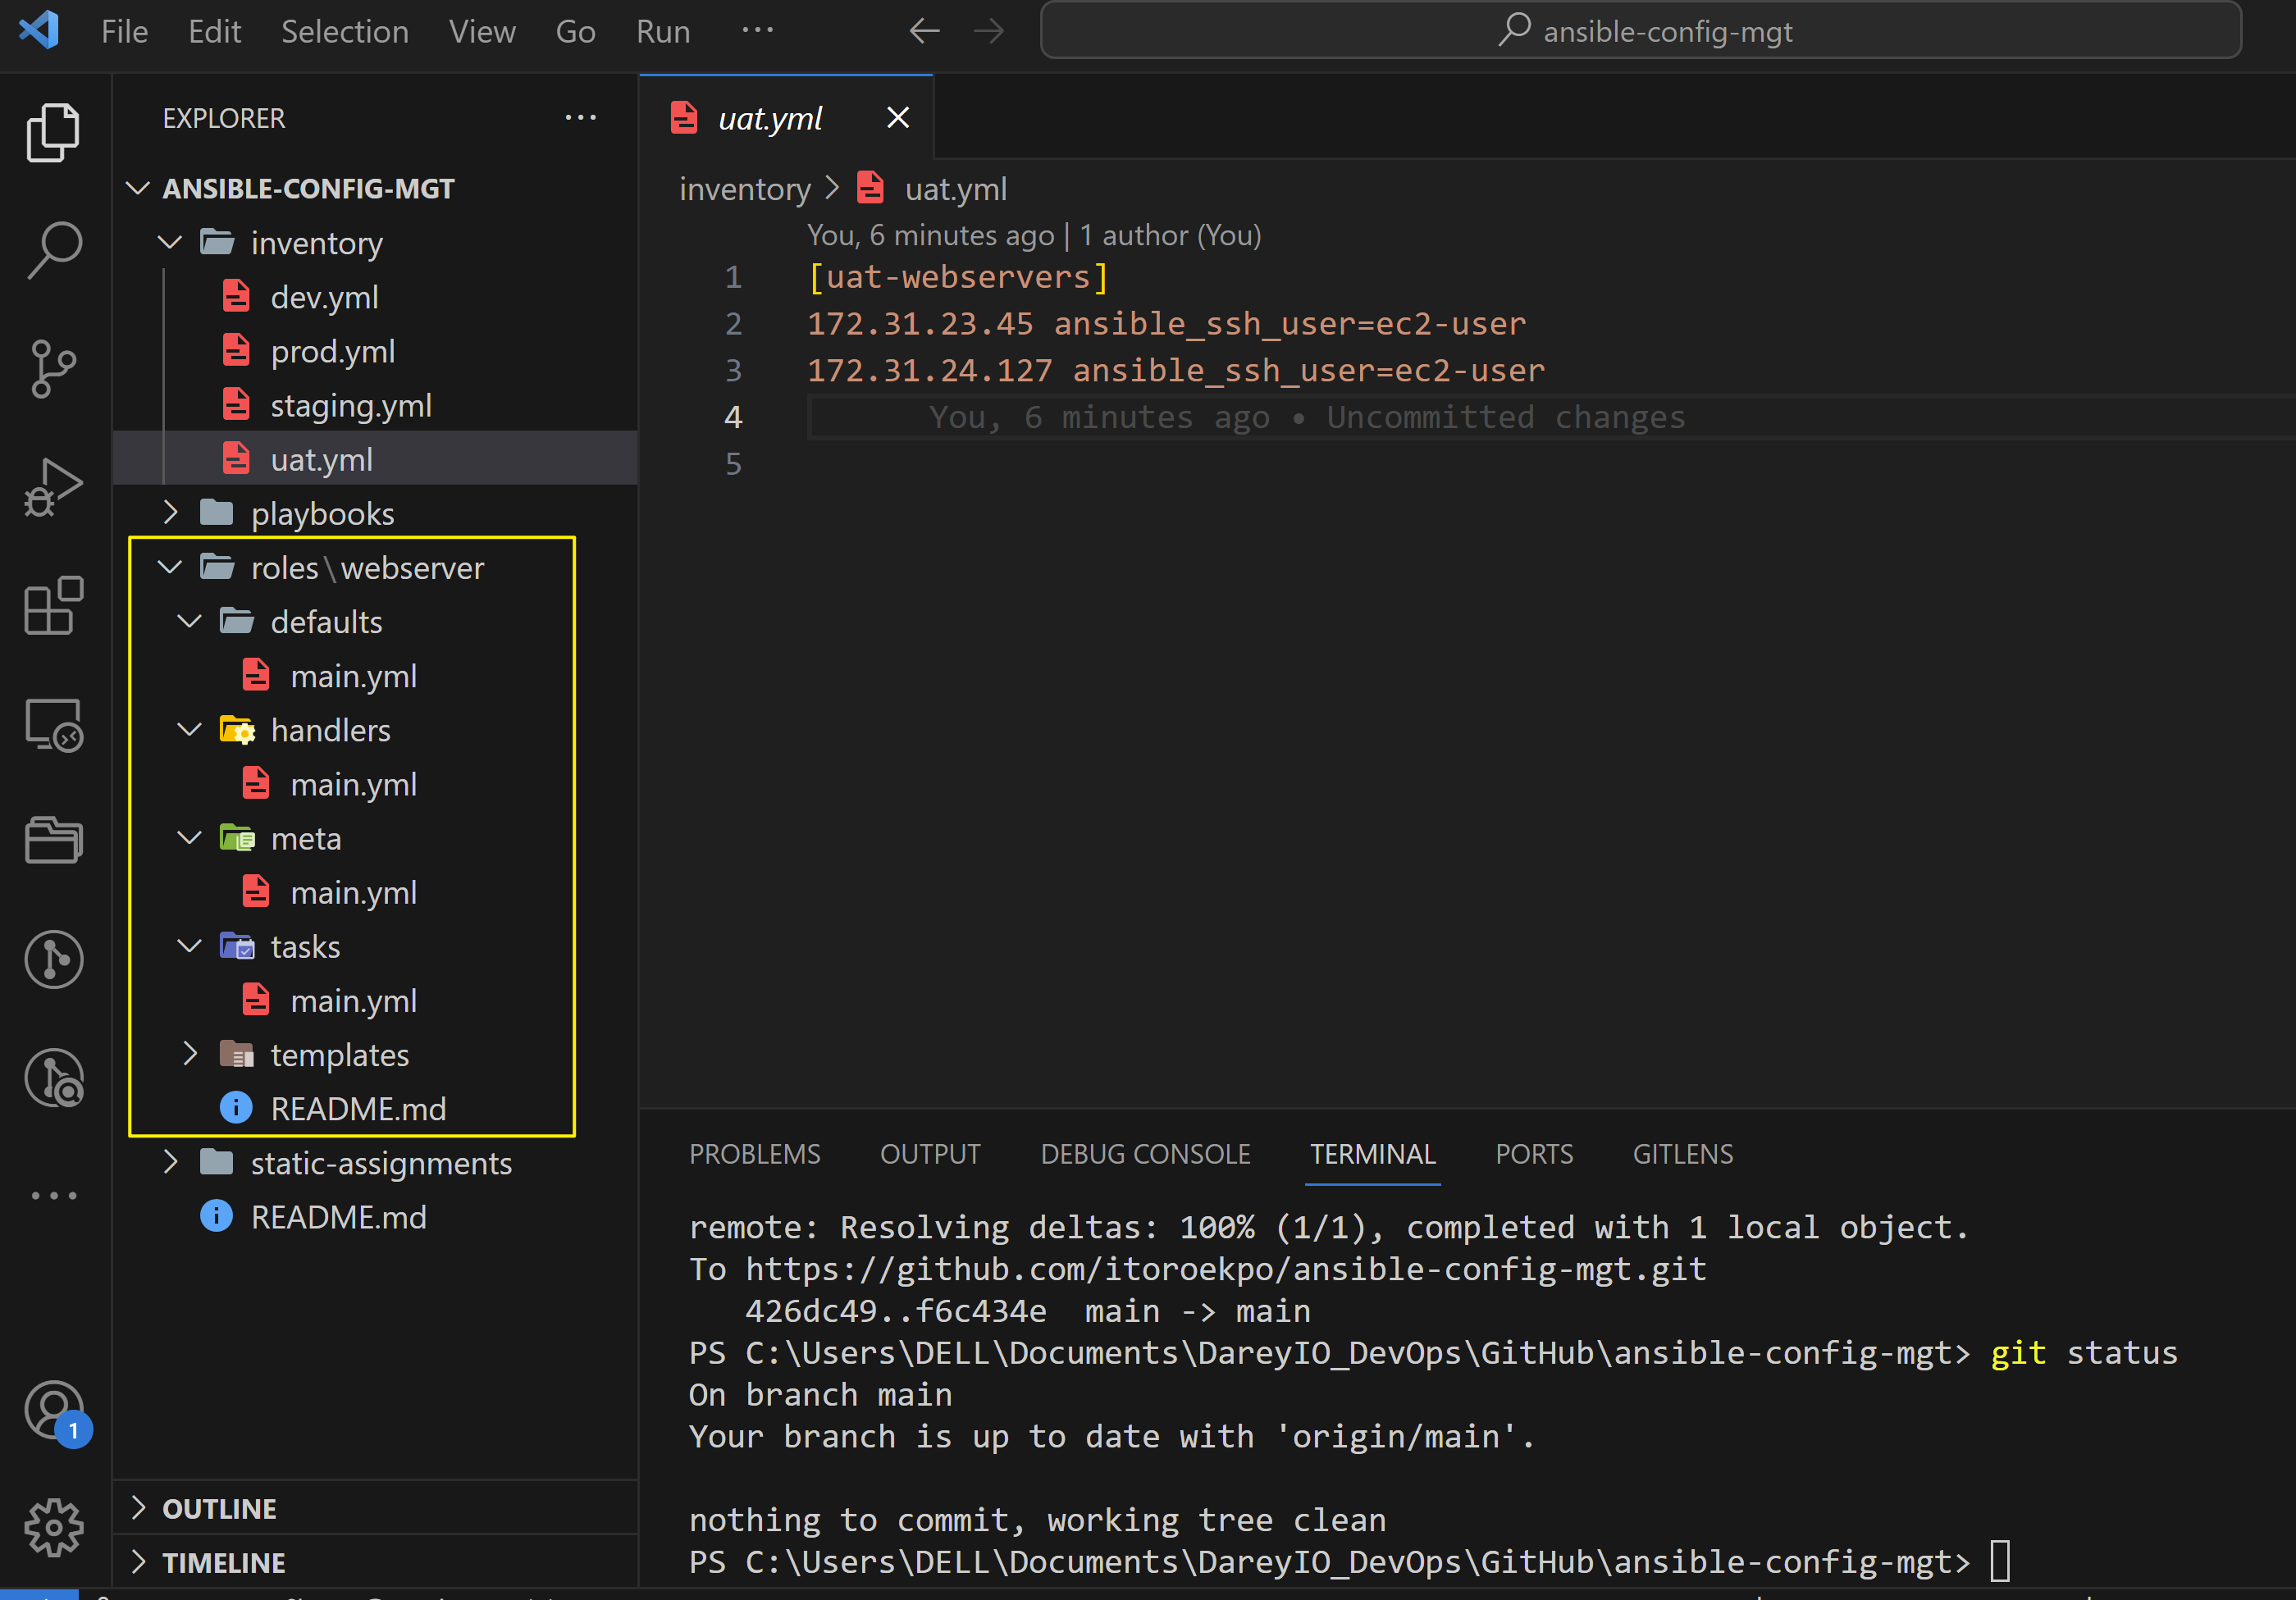 File Edit Selection View Go Run ··· ansible-config-mgt
EXPLORER ···
ANSIBLE-CONFIG-MGT
inventory
dev.yml
prod.yml
staging.yml
uat.yml
playbooks
roles\webserver
defaults
main.yml
handlers
main.yml
meta
main.yml
tasks
main.yml
templates
README.md
static-assignments
README.md
OUTLINE
TIMELINE
1
uat.yml
inventory > uat.yml
You, 6 minutes ago | 1 author (You)
1 [uat-webservers]
2 172.31.23.45 ansible_ssh_user=ec2-user
3 172.31.24.127 ansible_ssh_user=ec2-user
4 You, 6 minutes ago • Uncommitted changes
5
PROBLEMS OUTPUT DEBUG CONSOLE TERMINAL PORTS GITLENS
remote: Resolving deltas: 100% (1/1), completed with 1 local object.
To https://github.com/itoroekpo/ansible-config-mgt.git
426dc49..f6c434e main -> main
PS C:\Users\DELL\Documents\DareyIO_DevOps\GitHub\ansible-config-mgt> git status
On branch main
Your branch is up to date with 'origin/main'.
nothing to commit, working tree clean
PS C:\Users\DELL\Documents\DareyIO_DevOps\GitHub\ansible-config-mgt>